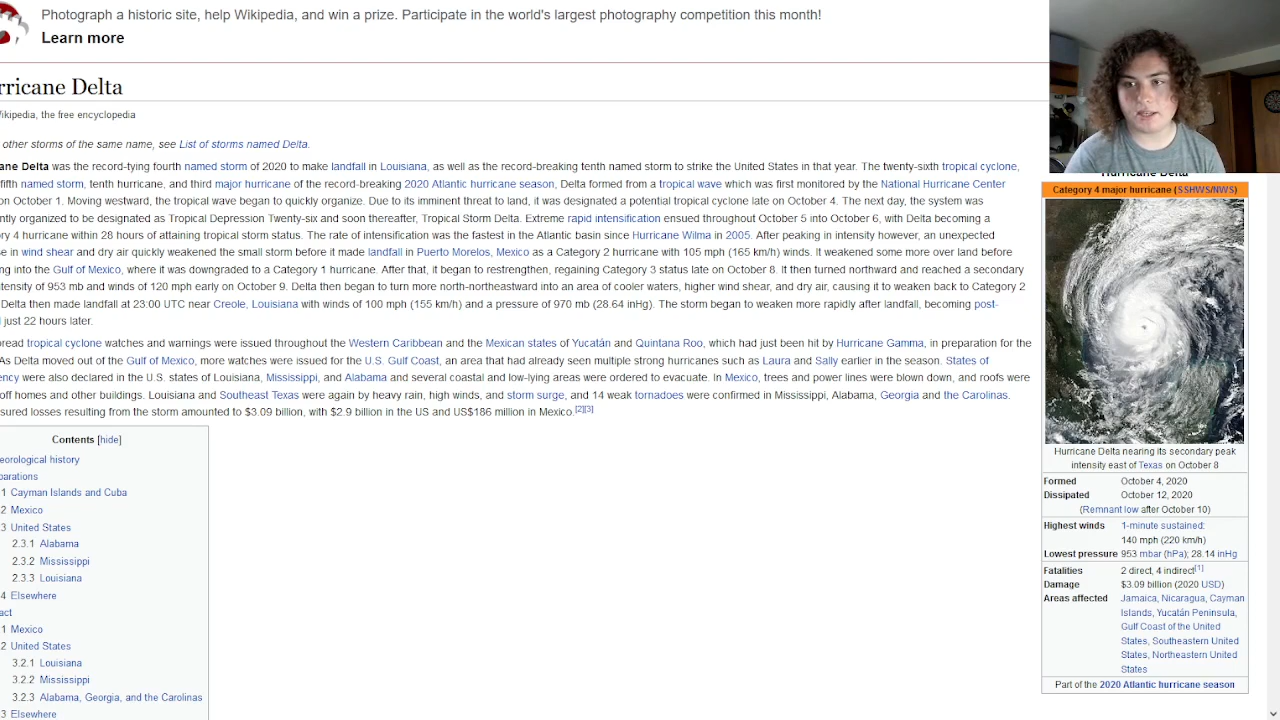 Photograph a historic site, help Wikipedia, and win a prize. Participate in the world's largest photography competition this month!
Learn more
rricane Delta
Vikipedia, the free encyclopedia
other storms of the same name, see List of storms named Delta.
ane Delta was the record-tying fourth named storm of 2020 to make landfall in Louisiana, as well as the record-breaking tenth named storm to strike the United States in that year. The twenty-sixth tropical cyclone,
fifth named storm, tenth hurricane, and third major hurricane of the record-breaking 2020 Atlantic hurricane season, Delta formed from a tropical wave which was first monitored by the National Hurricane Center
on October 1. Moving westward, the tropical wave began to quickly organize. Due to its imminent threat to land, it was designated a potential tropical cyclone late on October 4. The next day, the system was
ntly organized to be designated as Tropical Depression Twenty-six and soon thereafter, Tropical Storm Delta. Extreme rapid intensification ensued throughout October 5 into October 6, with Delta becoming a
ry 4 hurricane within 28 hours of attaining tropical storm status. The rate of intensification was the fastest in the Atlantic basin since Hurricane Wilma in 2005. After peaking in intensity however, an unexpected
se in wind shear and dry air quickly weakened the small storm before it made landfall in Puerto Morelos, Mexico as a Category 2 hurricane with 105 mph (165 km/h) winds. It weakened some more over land before
ng into the Gulf of Mexico, where it was downgraded to a Category 1 hurricane. After that, it began to restrengthen, regaining Category 3 status late on October 8. It then turned northward and reached a secondary
ntensity of 953 mb and winds of 120 mph early on October 9. Delta then began to turn more north-northeastward into an area of cooler waters, higher wind shear, and dry air, causing it to weaken back to Category 2
Delta then made landfall at 23:00 UTC near Creole, Louisiana with winds of 100 mph (155 km/h) and a pressure of 970 mb (28.64 inHg). The storm began to weaken more rapidly after landfall, becoming post-
l just 22 hours later.
pread tropical cyclone watches and warnings were issued throughout the Western Caribbean and the Mexican states of Yucatán and Quintana Roo, which had just been hit by Hurricane Gamma, in preparation for the
As Delta moved out of the Gulf of Mexico, more watches were issued for the U.S. Gulf Coast, an area that had already seen multiple strong hurricanes such as Laura and Sally earlier in the season. States of
ency were also declared in the U.S. states of Louisiana, Mississippi, and Alabama and several coastal and low-lying areas were ordered to evacuate. In Mexico, trees and power lines were blown down, and roofs were
off homes and other buildings. Louisiana and Southeast Texas were again by heavy rain, high winds, and storm surge, and 14 weak tornadoes were confirmed in Mississippi, Alabama, Georgia and the Carolinas.
sured losses resulting from the storm amounted to $3.09 billion, with $2.9 billion in the US and US$186 million in Mexico.[2][3]
Contents [hide]
eorological history
parations
1 Cayman Islands and Cuba
2 Mexico
3 United States
2.3.1 Alabama
2.3.2 Mississippi
2.3.3 Louisiana
4 Elsewhere
act
1 Mexico
2 United States
3.2.1 Louisiana
3.2.2 Mississippi
3.2.3 Alabama, Georgia, and the Carolinas
3 Elsewhere
Hurricane Delta
Category 4 major hurricane (SSHWS/NWS)
Hurricane Delta nearing its secondary peak
intensity east of Texas on October 8
Formed October 4, 2020
Dissipated October 12, 2020
(Remnant low after October 10)
Highest winds 1-minute sustained:
140 mph (220 km/h)
Lowest pressure 953 mbar (hPa); 28.14 inHg
Fatalities 2 direct, 4 indirect[1]
Damage $3.09 billion (2020 USD)
Areas affected Jamaica, Nicaragua, Cayman
Islands, Yucatán Peninsula,
Gulf Coast of the United
States, Southeastern United
States, Northeastern United
States
Part of the 2020 Atlantic hurricane season